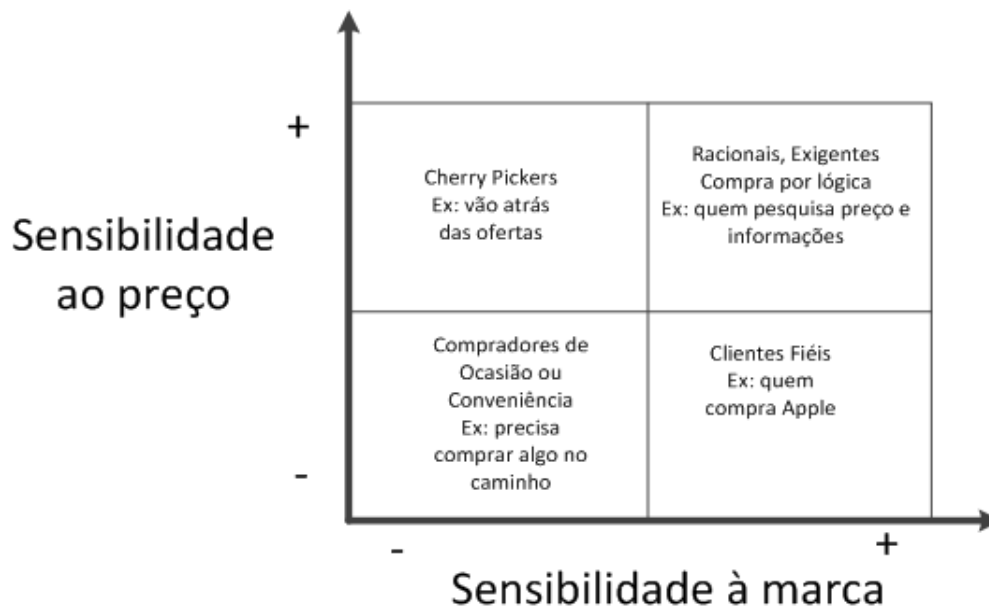 +
Sensibilidade
ao preço
-
Cherry Pickers
Ex: vão atrás
das ofertas
Racionais, Exigentes
Compra por lógica
Ex: quem pesquisa preço e
informações
Compradores de
Ocasião ou
Conveniência
Ex: precisa
comprar algo no
caminho
Clientes Fiéis
Ex: quem
compra Apple
-
+
Sensibilidade à marca